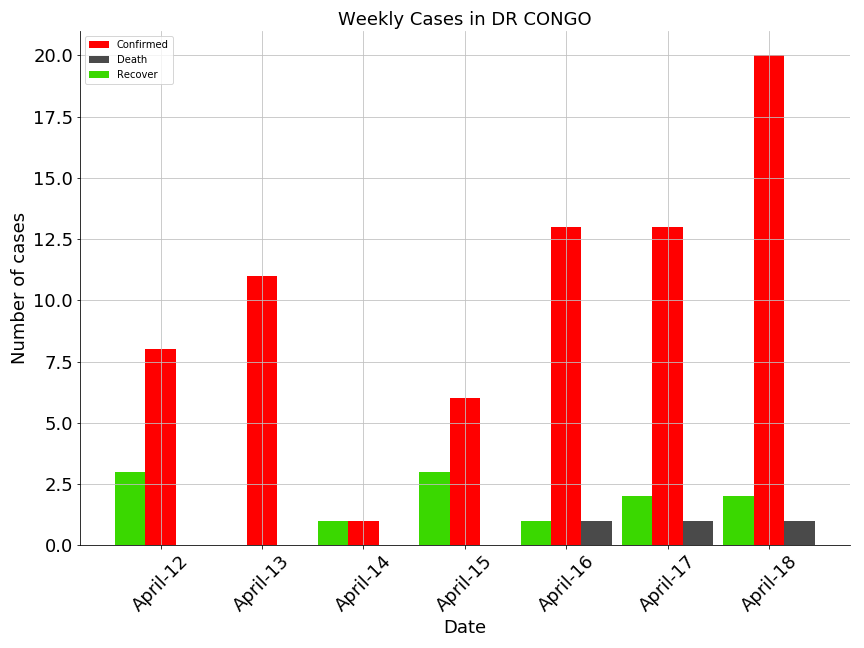 Weekly Cases in DR CONGO
Confirmed
Death
Recover
Number of cases
20.0
17.5
15.0
12.5
10.0
7.5
5.0
2.5
0.0
April-12
April-13
April-14
April-15
April-16
April-17
April-18
Date